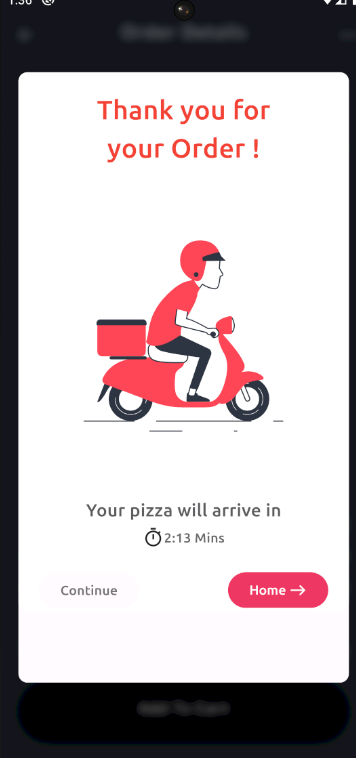 1:36
Order Details
Thank you for
your Order !
Your pizza will arrive in
2:13 Mins
Continue
Home →
Add To Cart